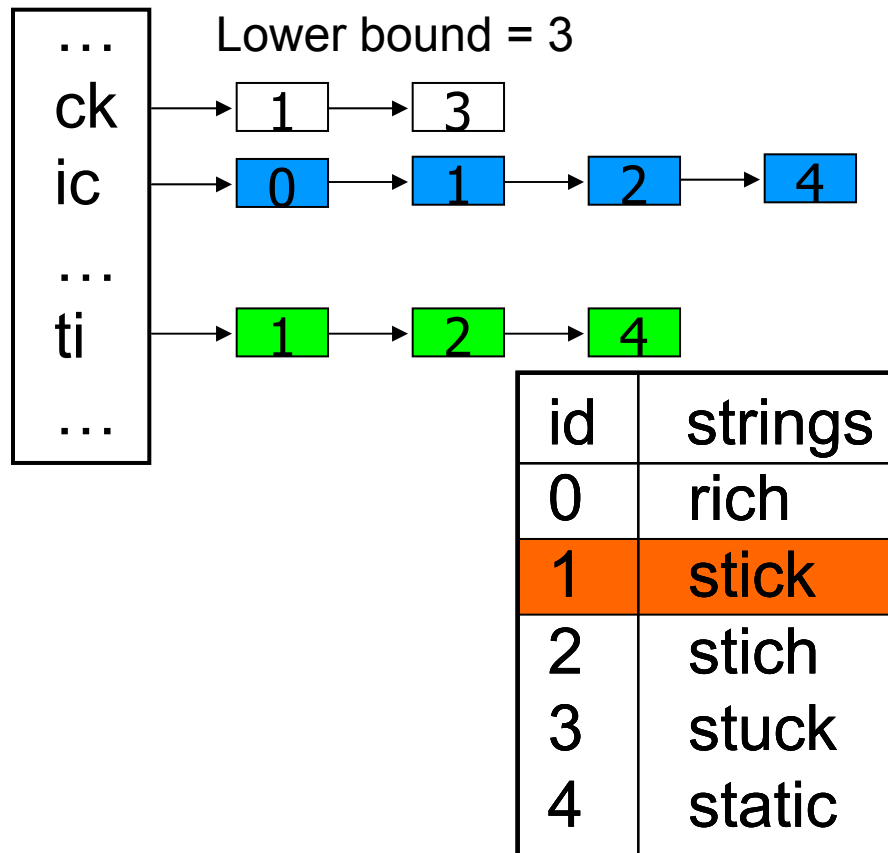 Lower bound = 3
…
ck 1 3
ic 0 1 2 4
…
ti 1 2 4
…
id strings
0 rich
1 stick
2 stich
3 stuck
4 static